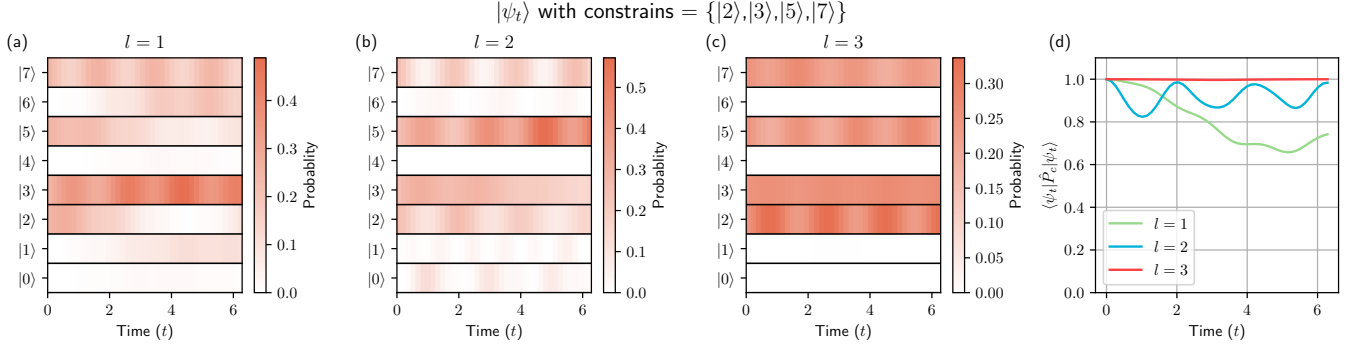 |ψ_t⟩ with constrains = {|2⟩,|3⟩,|5⟩,|7⟩}
(a)
l = 1
|7⟩
|6⟩
|5⟩
|4⟩
|3⟩
|2⟩
|1⟩
|0⟩
0 2 4 6
Time (t)
0.4
0.3
0.2
0.1
0.0
Probablity
(b)
l = 2
|7⟩
|6⟩
|5⟩
|4⟩
|3⟩
|2⟩
|1⟩
|0⟩
0 2 4 6
Time (t)
0.5
0.4
0.3
0.2
0.1
0.0
Probablity
(c)
l = 3
|7⟩
|6⟩
|5⟩
|4⟩
|3⟩
|2⟩
|1⟩
|0⟩
0 2 4 6
Time (t)
0.30
0.25
0.20
0.15
0.10
0.05
0.00
Probablity
(d)
⟨ψ_t|P̂_c|ψ_t⟩
1.0
0.8
0.6
0.4
0.2
0.0
l = 1
l = 2
l = 3
0 2 4 6
Time (t)